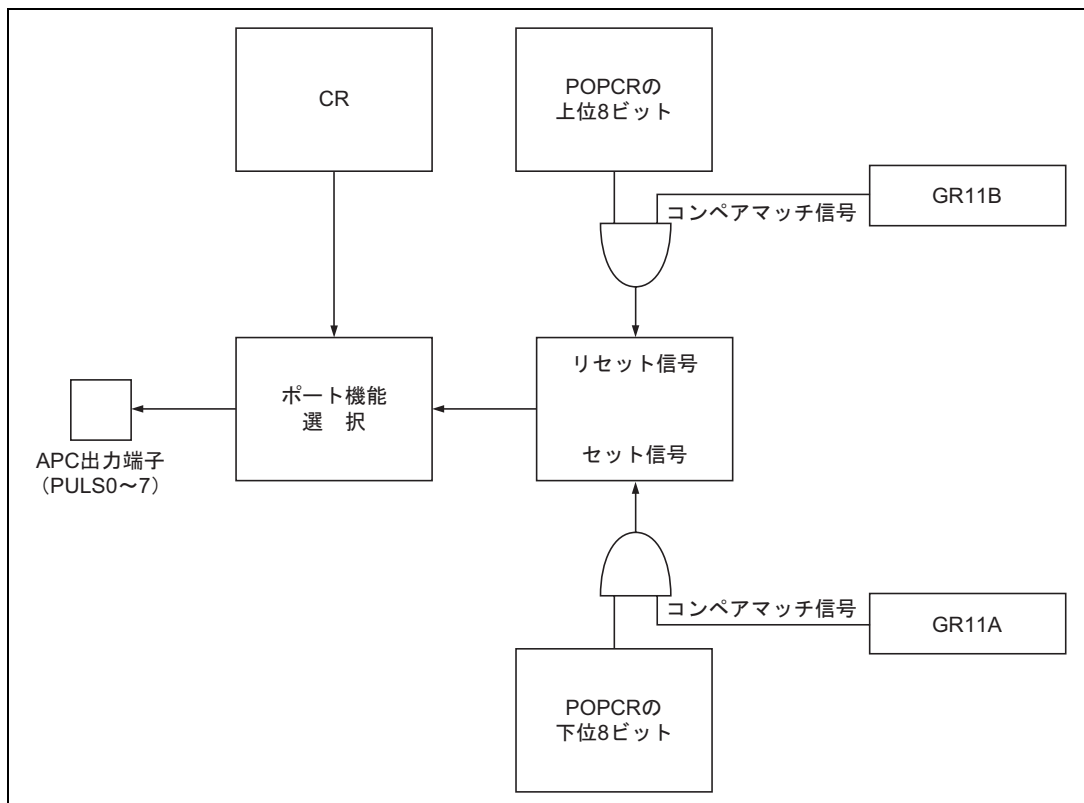 CR
POPCRの
上位8ビット
コンペアマッチ信号
GR11B
リセット信号
ポート機能
選 択
セット信号
APC出力端子
（PULS0〜7）
コンペアマッチ信号
GR11A
POPCRの
下位8ビット